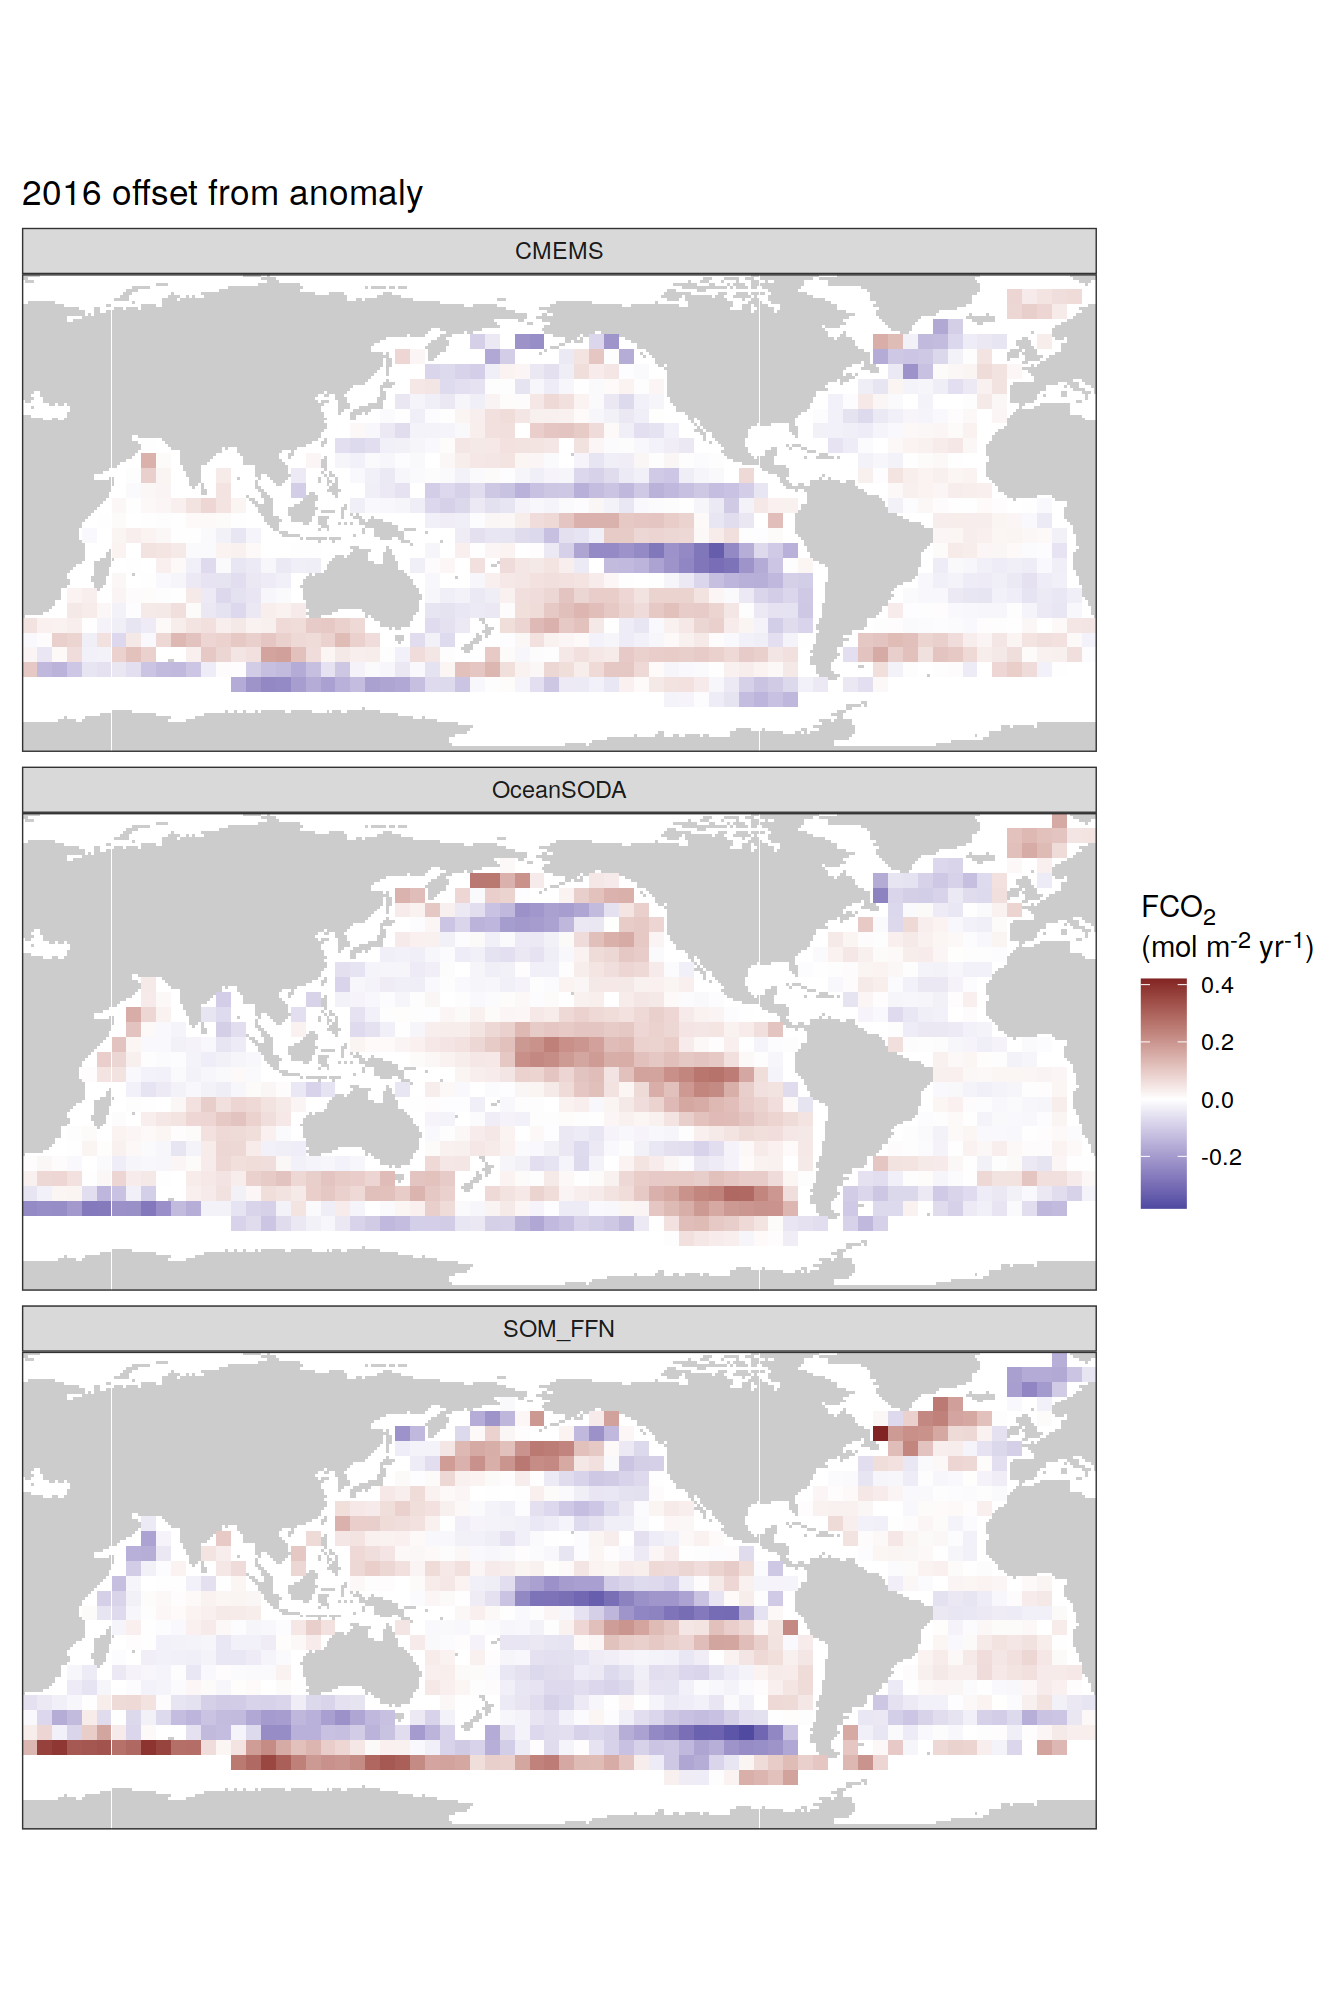 2016 offset from anomaly
CMEMS
OceanSODA
FCO₂
(mol m⁻² yr⁻¹)
0.4
0.2
0.0
-0.2
SOM_FFN